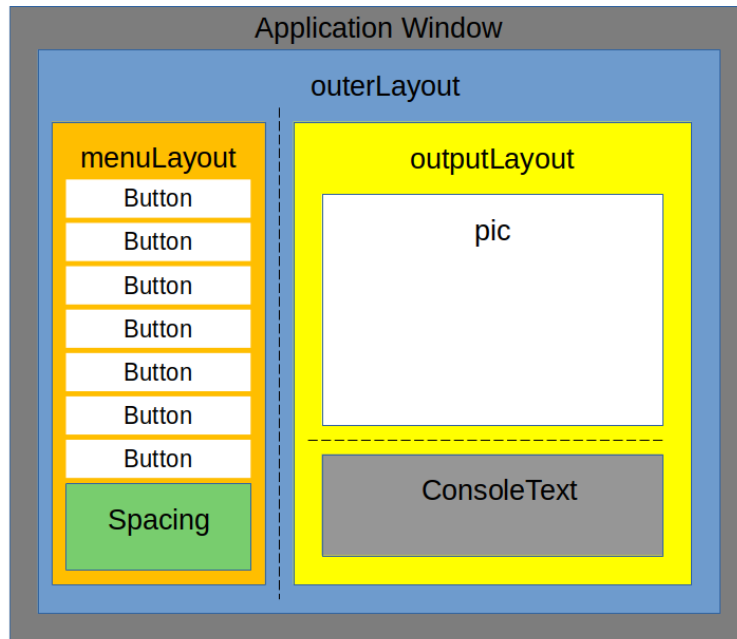 Application Window
outerLayout
menuLayout
Button
Button
Button
Button
Button
Button
Button
Spacing
outputLayout
pic
ConsoleText